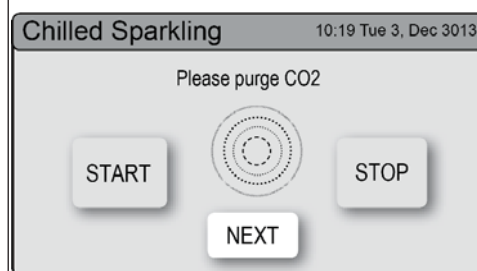 Chilled Sparkling 10:19 Tue 3, Dec 3013
Please purge CO2
START STOP
NEXT